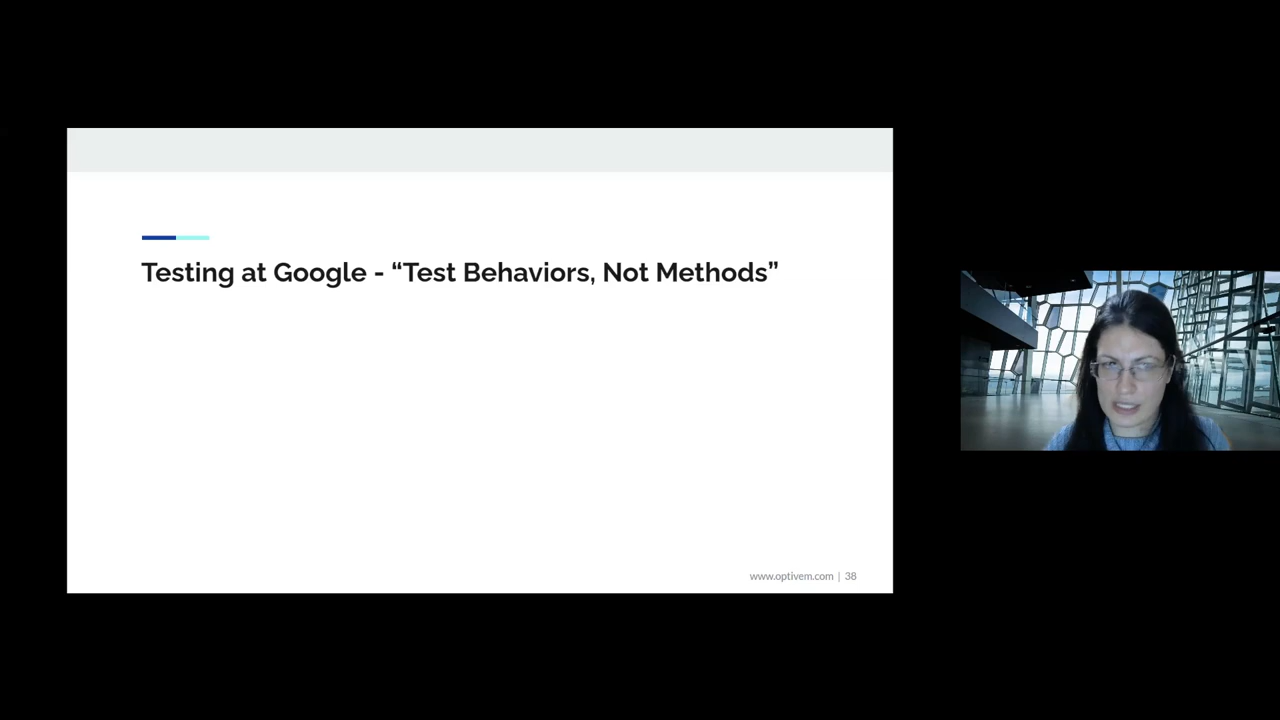 Testing at Google - “Test Behaviors, Not Methods”
www.optivem.com | 38